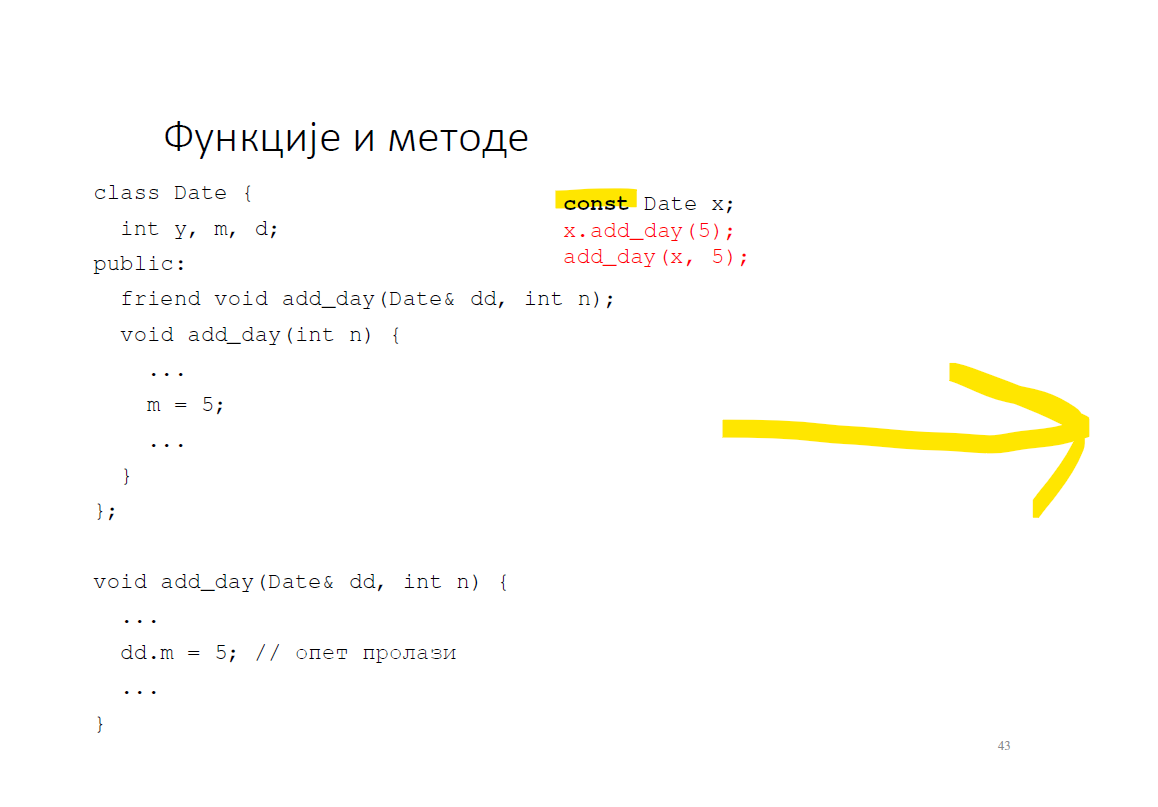 Функције и методе
class Date {
int y, m, d;
public:
friend void add_day(Date& dd, int n);
void add_day(int n) {
...
m = 5;
...
}
};
void add_day(Date& dd, int n) {
...
dd.m = 5; // опет пролази
...
}
const Date x;
x.add_day(5);
add_day(x, 5);
43